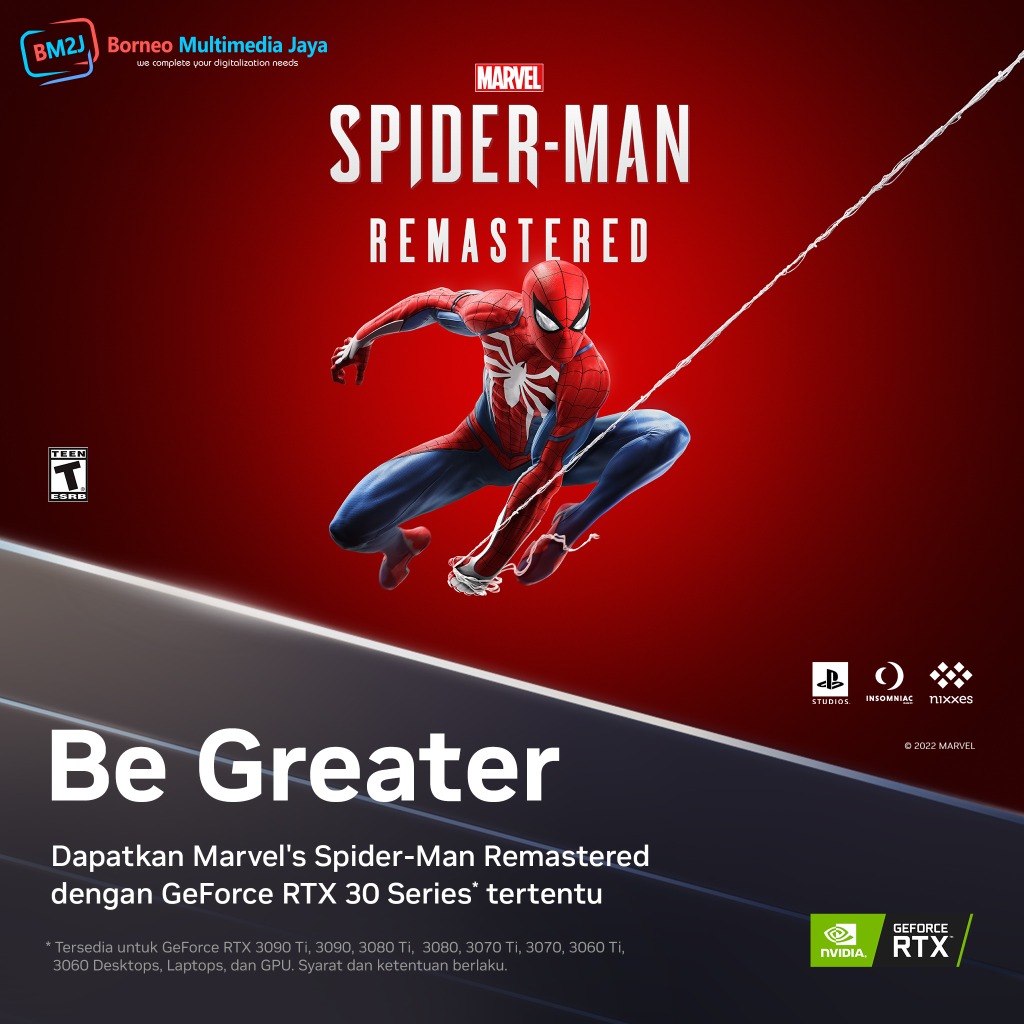 BM2J
Borneo Multimedia Jaya
we complete your digitalization needs
MARVEL
SPIDER-MAN
REMASTERED
TEEN
T
ESRB
STUDIOS
INSOMNIAC
nixxes
© 2022 MARVEL
Be Greater
Dapatkan Marvel's Spider-Man Remastered
dengan GeForce RTX 30 Series* tertentu
* Tersedia untuk GeForce RTX 3090 Ti, 3090, 3080 Ti, 3080, 3070 Ti, 3070, 3060 Ti,
3060 Desktops, Laptops, dan GPU. Syarat dan ketentuan berlaku.
NVIDIA.
GEFORCE
RTX